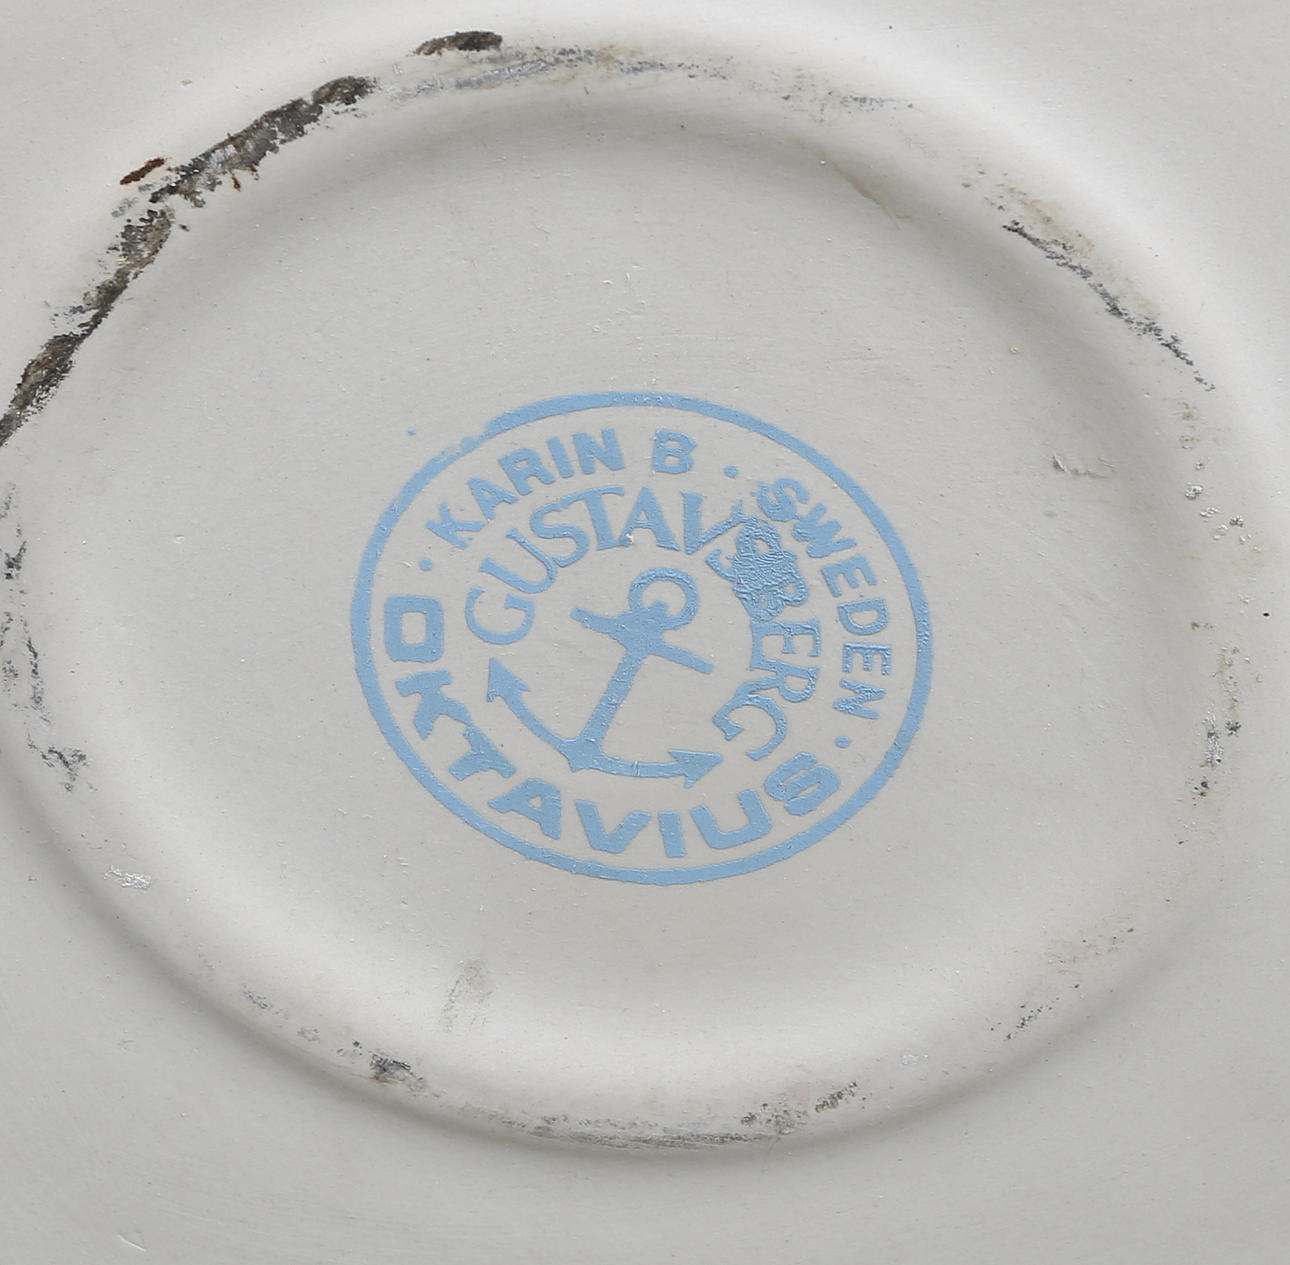 · KARIN B · SWEDEN ·
GUSTAVSBERG
OKTAVIUS